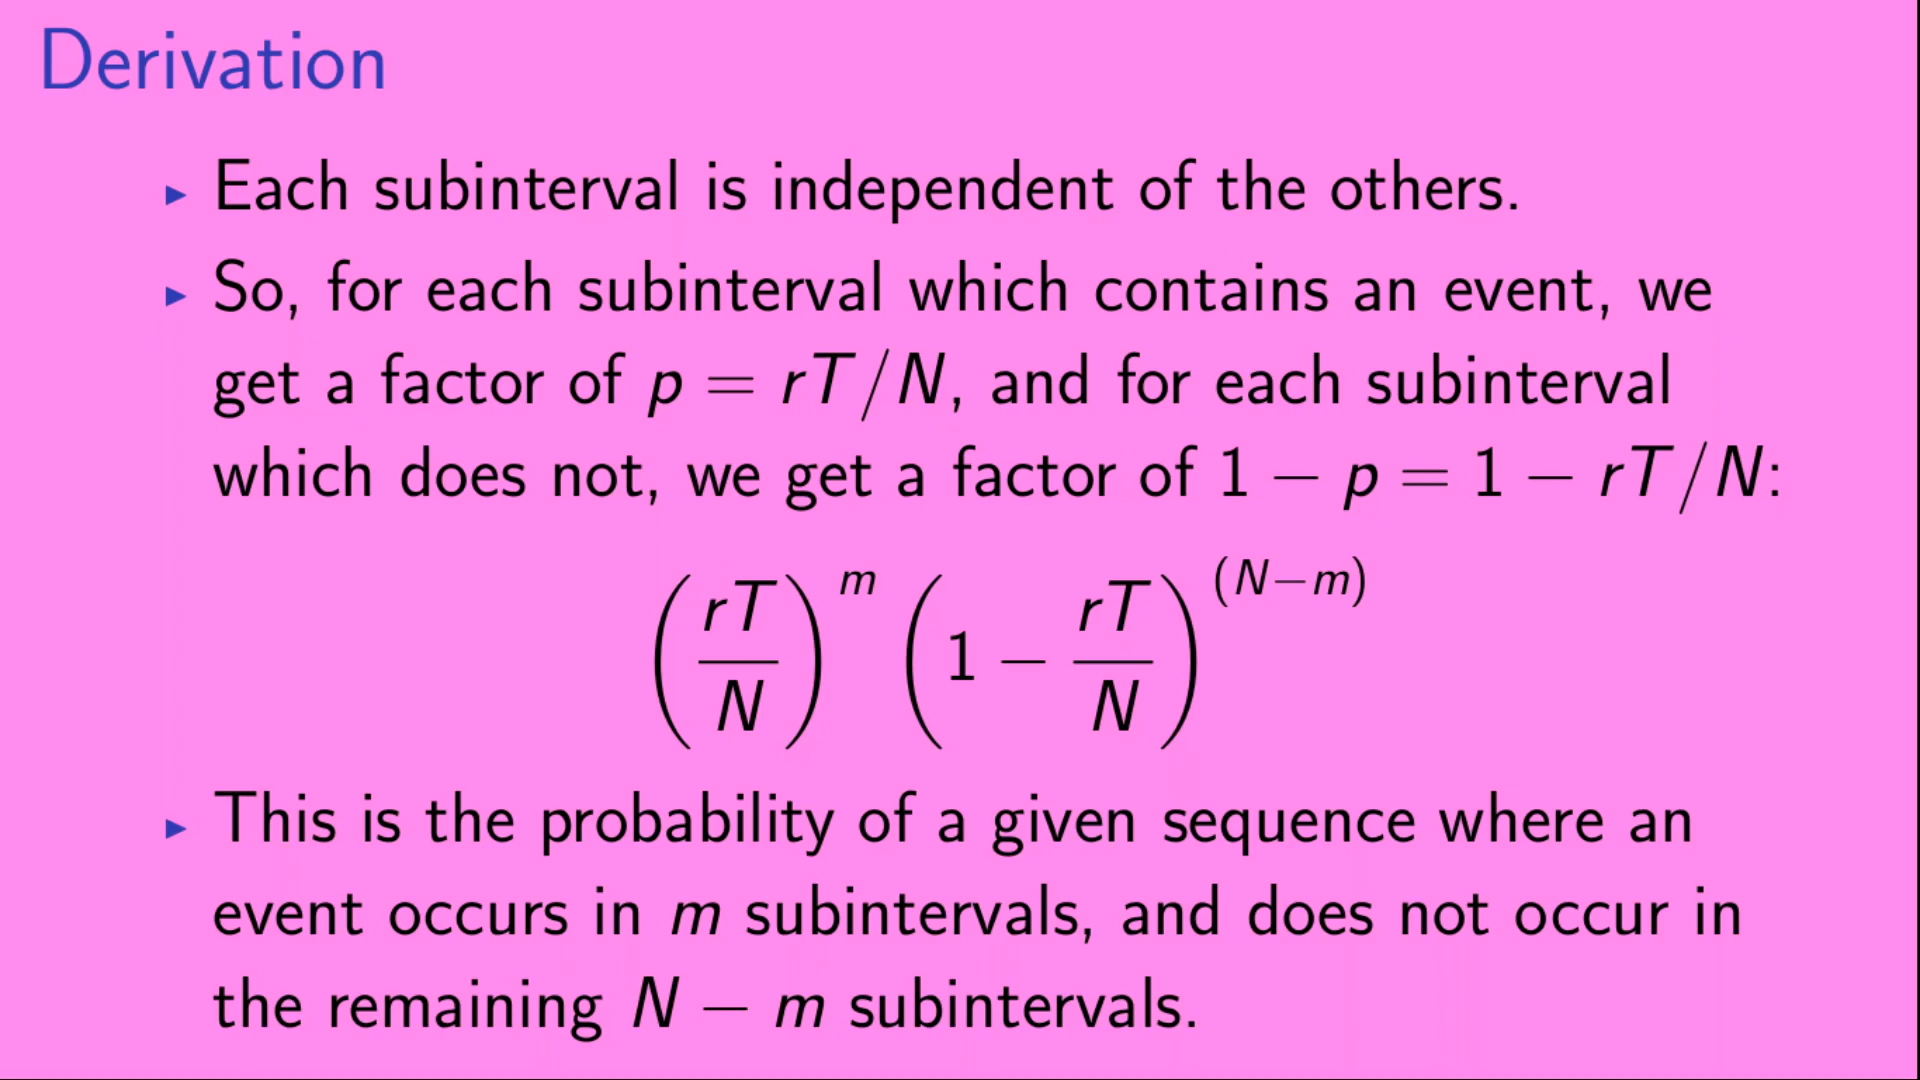 Derivation
▶ Each subinterval is independent of the others.
▶ So, for each subinterval which contains an event, we
get a factor of p = rT/N, and for each subinterval
which does not, we get a factor of 1 − p = 1 − rT/N:
(rT/N)^m (1 − rT/N)^(N−m)
▶ This is the probability of a given sequence where an
event occurs in m subintervals, and does not occur in
the remaining N − m subintervals.